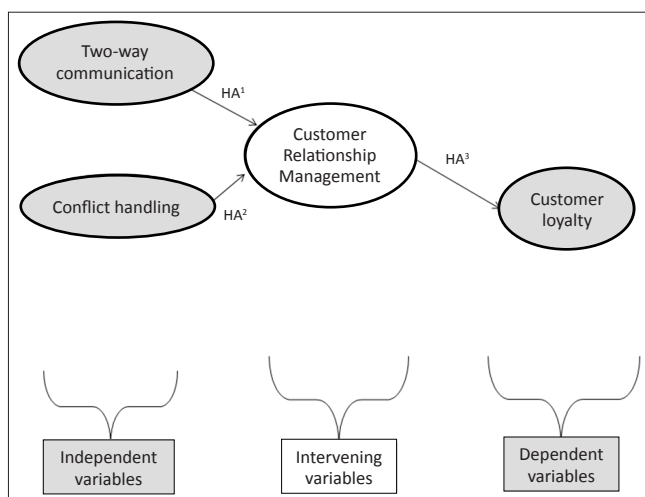 Two-way
communication
HA¹
Customer
Relationship
Management
HA³
Conflict handling
HA²
Customer
loyalty
Independent
variables
Intervening
variables
Dependent
variables